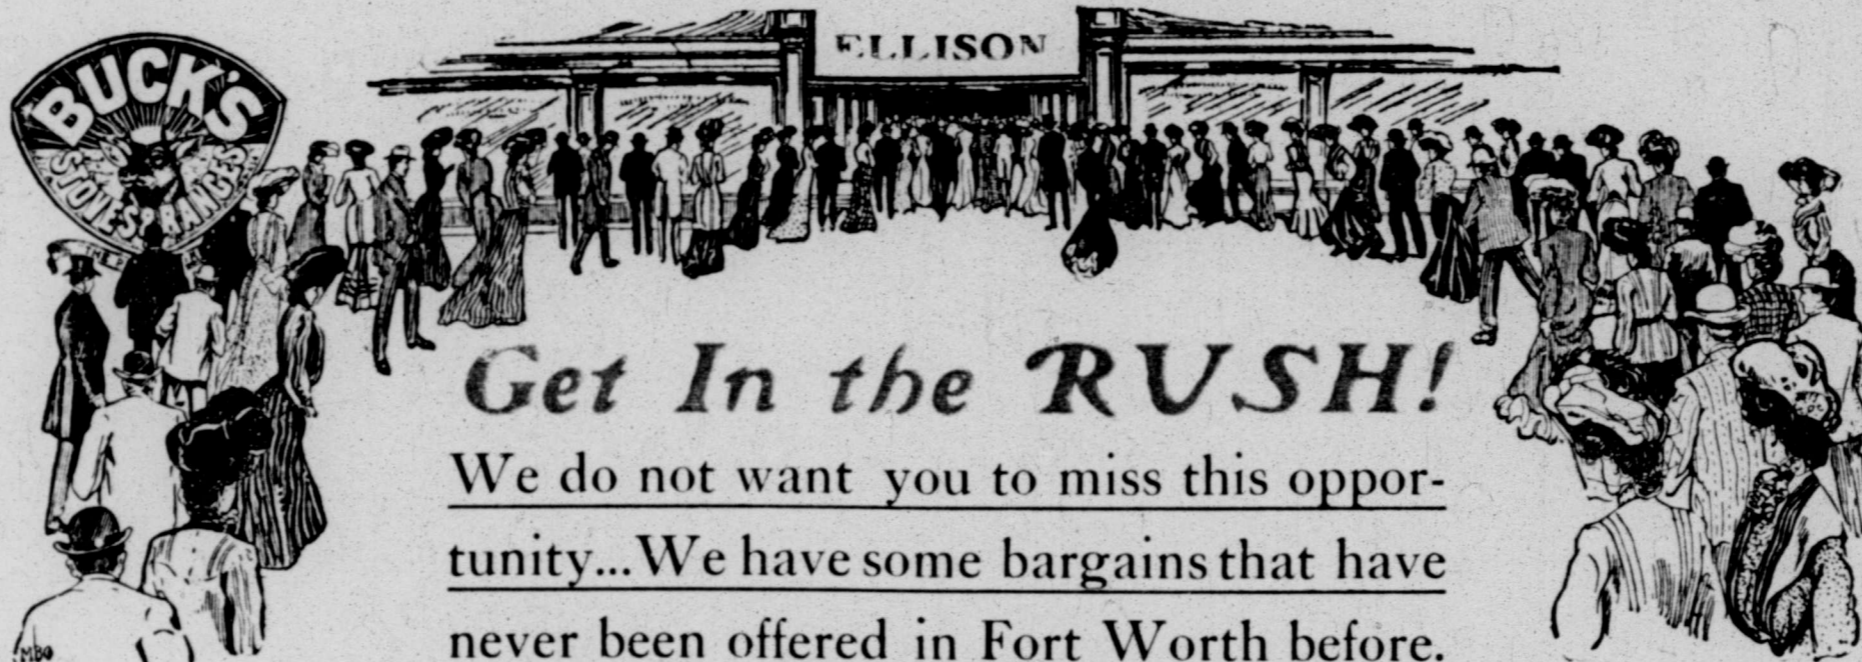 BUCK'S
STOVES & RANGES
ELLISON
Get In the RUSH!
We do not want you to miss this oppor-
tunity...We have some bargains that have
never been offered in Fort Worth before.
MBO